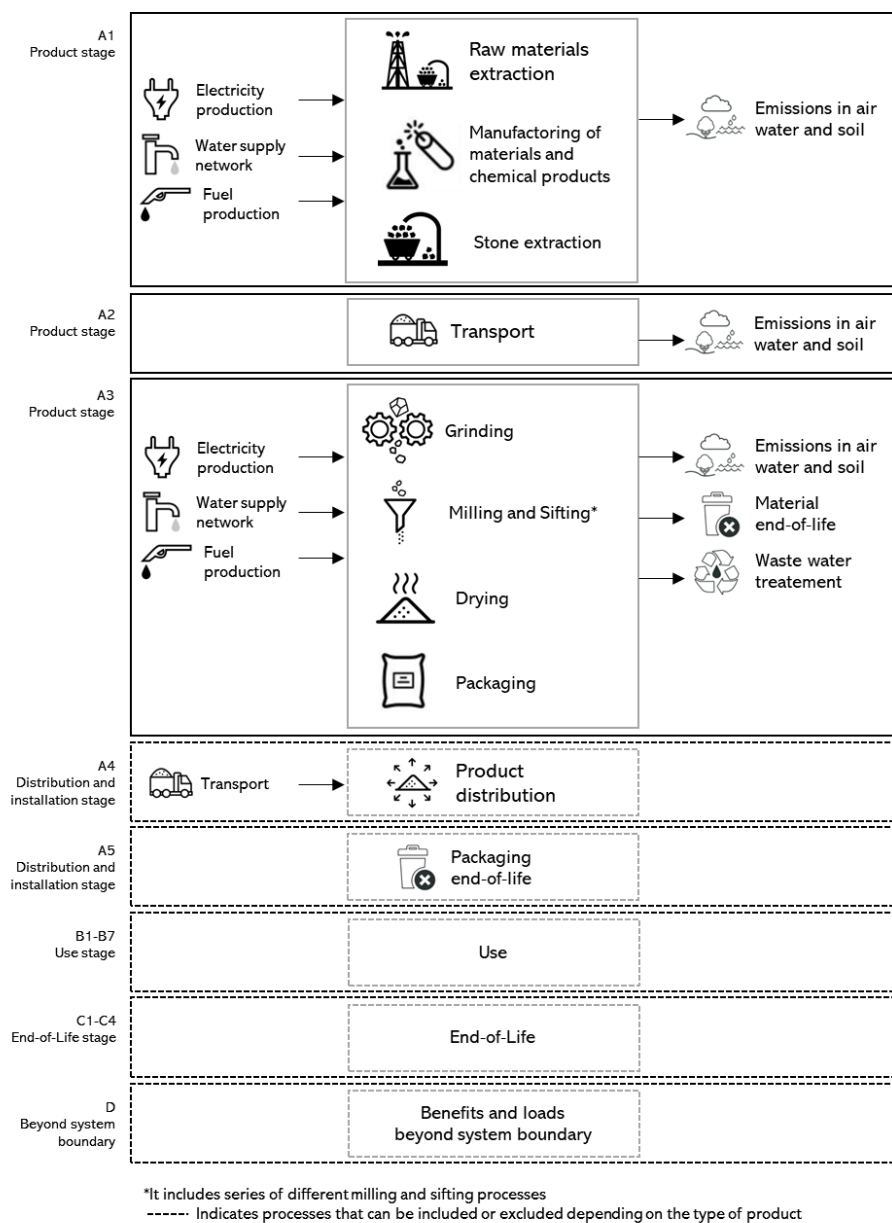 A1
Product stage
Electricity
production
Water supply
network
Fuel
production
Raw materials
extraction
Manufactoring of
materials and
chemical products
Stone extraction
Emissions in air
water and soil
A2
Product stage
Transport
Emissions in air
water and soil
A3
Product stage
Electricity
production
Water supply
network
Fuel
production
Grinding
Milling and Sifting*
Drying
Packaging
Emissions in air
water and soil
Material
end-of-life
Waste water
treatement
A4
Distribution and
installation stage
Transport
Product
distribution
A5
Distribution and
installation stage
Packaging
end-of-life
B1-B7
Use stage
Use
C1-C4
End-of-Life stage
End-of-Life
D
Beyond system
boundary
Benefits and loads
beyond system boundary
*It includes series of different milling and sifting processes
Indicates processes that can be included or excluded depending on the type of product